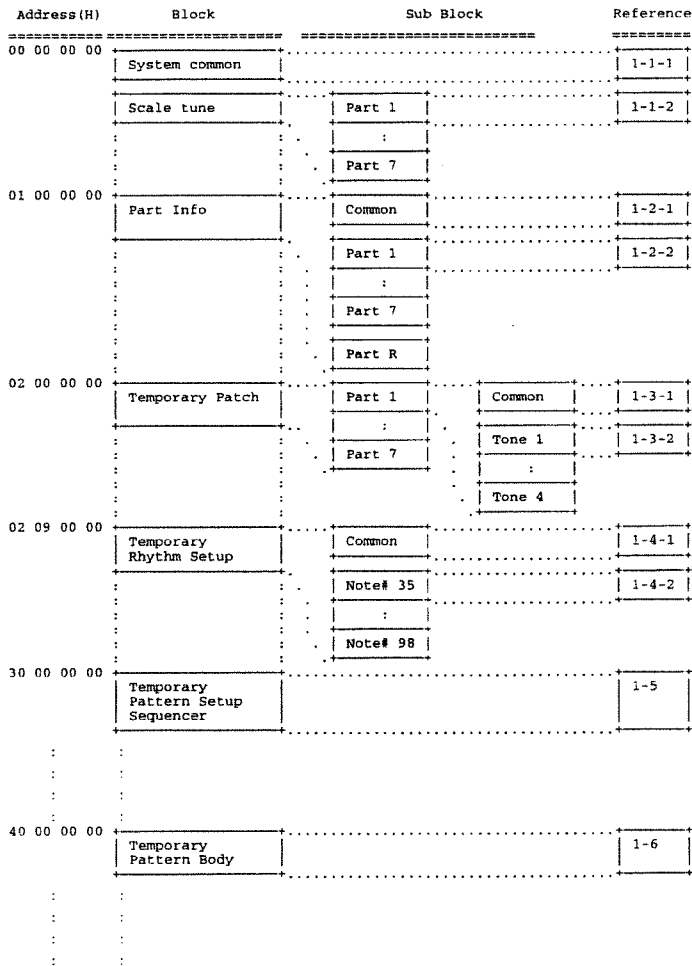 Address(H) Block Sub Block Reference
00 00 00 00
System common 1-1-1
Scale tune Part 1 1-1-2
:
Part 7
01 00 00 00
Part Info Common 1-2-1
Part 1 1-2-2
:
Part 7
Part R
02 00 00 00
Temporary Patch Part 1 Common 1-3-1
: Tone 1 1-3-2
Part 7 :
Tone 4
02 09 00 00
Temporary Common 1-4-1
Rhythm Setup
Note# 35 1-4-2
:
Note# 98
30 00 00 00
Temporary 1-5
Pattern Setup
Sequencer
: :
: :
: :
: :
40 00 00 00
Temporary 1-6
Pattern Body
: :
: :
: :
: :